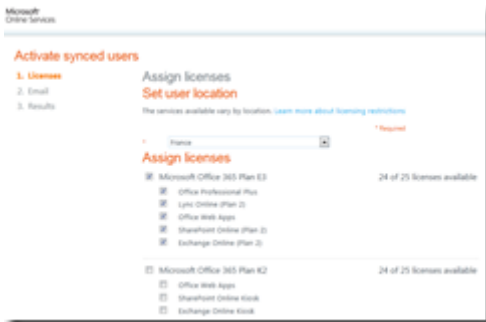 Microsoft
Online Services
Activate synced users
1. Licenses
2. Email
3. Results
Assign licenses
Set user location
The services available vary by location. Learn more about licensing restrictions
* Required
* France
Assign licenses
Microsoft Office 365 Plan E3 24 of 25 licenses available
Office Professional Plus
Lync Online (Plan 2)
Office Web Apps
SharePoint Online (Plan 2)
Exchange Online (Plan 2)
Microsoft Office 365 Plan K2 24 of 25 licenses available
Office Web Apps
SharePoint Online Kiosk
Exchange Online Kiosk